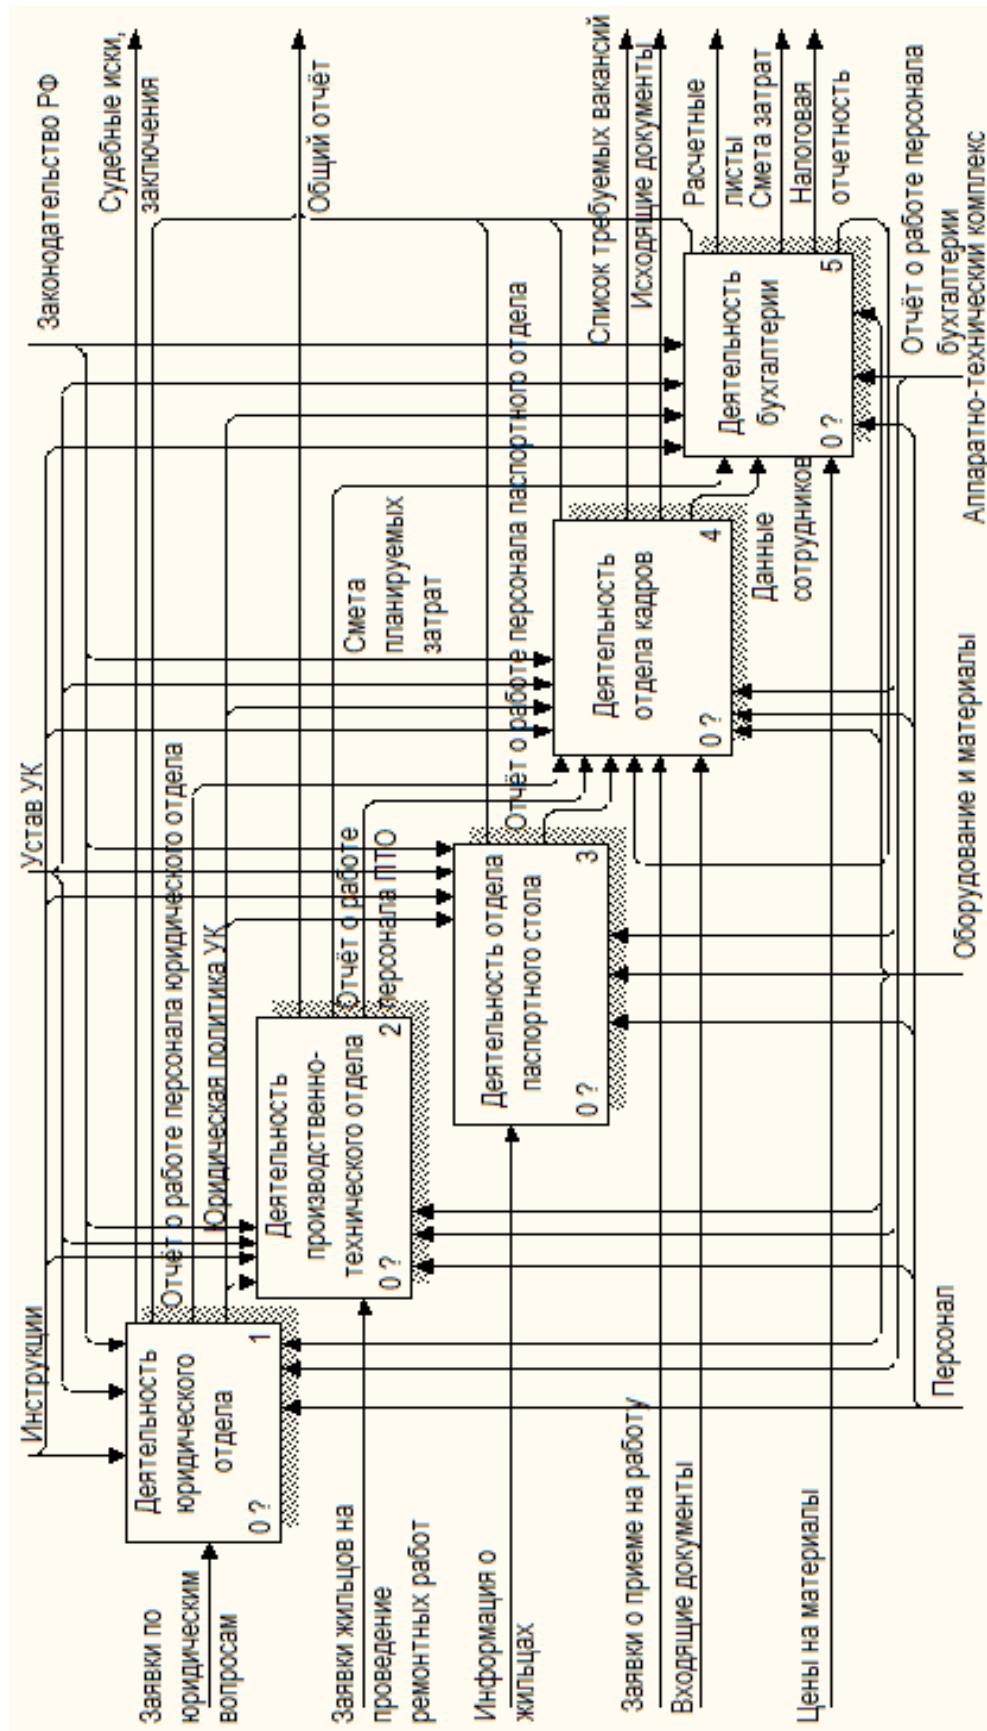 Законодательство РФ
Устав УК
Инструкции
Судебные иски,
заключения
Общий отчёт
Список требуемых вакансий
Исходящие документы
Расчетные
листы
Смета затрат
Налоговая
отчетность
Отчёт о работе персонала
бухгалтерии
Аппаратно-технический комплекс
Оборудование и материалы
Персонал
Заявки по
юридическим
вопросам
Заявки жильцов на
проведение
ремонтных работ
Информация о
жильцах
Заявки о приеме на работу
Входящие документы
Цены на материалы
Деятельность
юридического
отдела
0 ?
1
Отчёт о работе персонала юридического отдела
Юридическая политика УК
Деятельность
производственно-
технического отдела
0 ?
2
Отчёт о работе
персонала ПТО
Смета
планируемых
затрат
Деятельность отдела
паспортного стола
0 ?
3
Отчёт о работе персонала паспортного отдела
Деятельность
отдела кадров
0 ?
4
Данные
сотрудников
Деятельность
бухгалтерии
0 ?
5